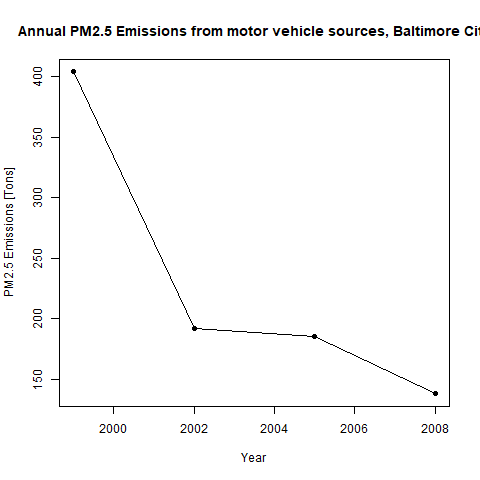 Annual PM2.5 Emissions from motor vehicle sources, Baltimore Cit
400
350
300
250
200
150
PM2.5 Emissions [Tons]
2000 2002 2004 2006 2008
Year